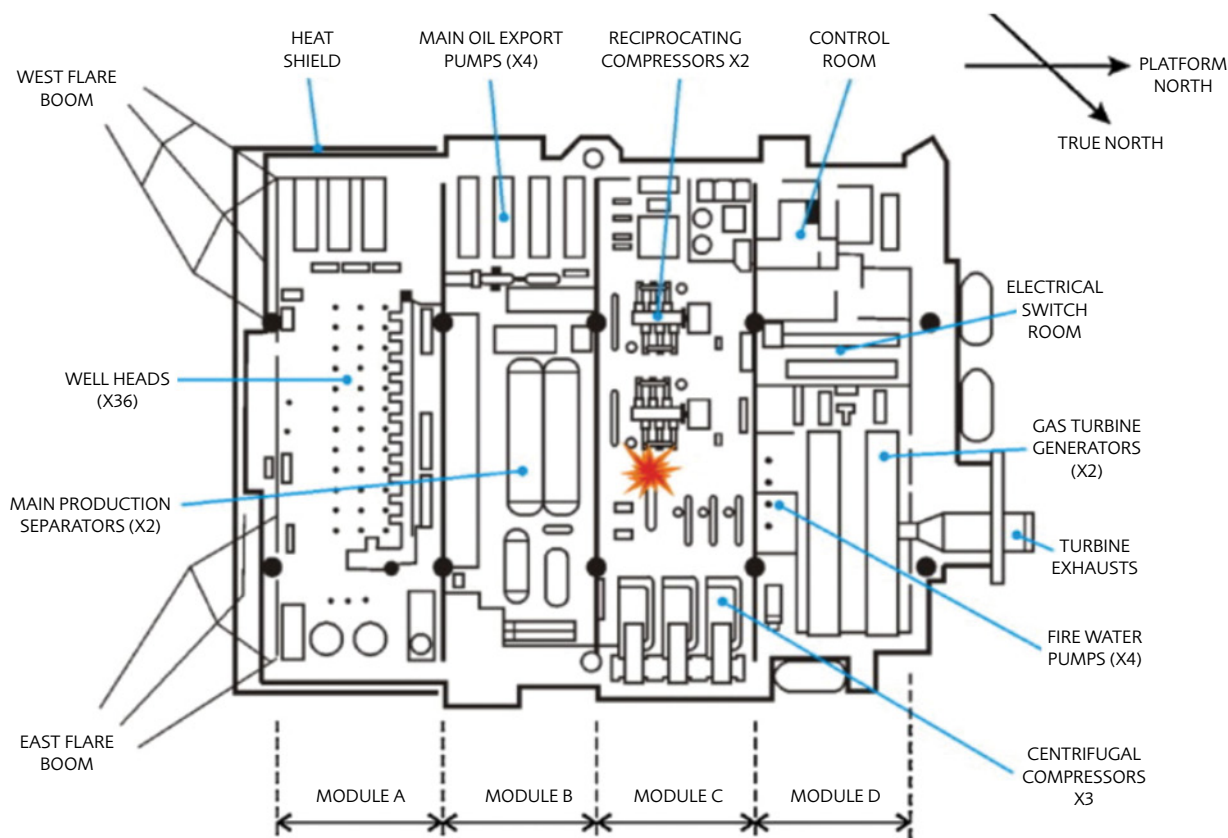 HEAT
SHIELD
MAIN OIL EXPORT
PUMPS (X4)
RECIPROCATING
COMPRESSORS X2
CONTROL
ROOM
WEST FLARE
BOOM
PLATFORM
NORTH
TRUE NORTH
ELECTRICAL
SWITCH
ROOM
WELL HEADS
(X36)
GAS TURBINE
GENERATORS
(X2)
MAIN PRODUCTION
SEPARATORS (X2)
TURBINE
EXHAUSTS
FIRE WATER
PUMPS (X4)
EAST FLARE
BOOM
CENTRIFUGAL
COMPRESSORS
X3
MODULE A
MODULE B
MODULE C
MODULE D